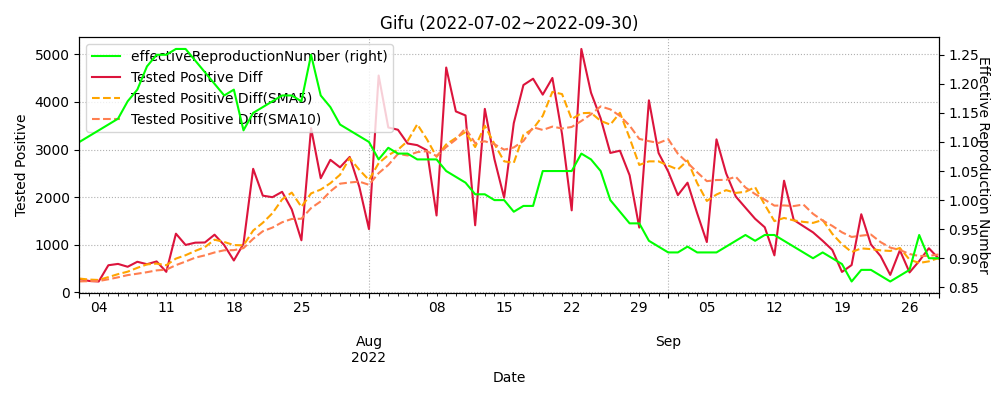 Gifu (2022-07-02~2022-09-30)
effectiveReproductionNumber (right)
Tested Positive Diff
Tested Positive Diff(SMA5)
Tested Positive Diff(SMA10)
Tested Positive
5000
4000
3000
2000
1000
0
1.25
1.20
1.15
1.10
1.05
1.00
0.95
0.90
0.85
Effective Reproduction Number
04 11 18 25 08 15 22 29 05 12 19 26
Aug Sep
2022
Date